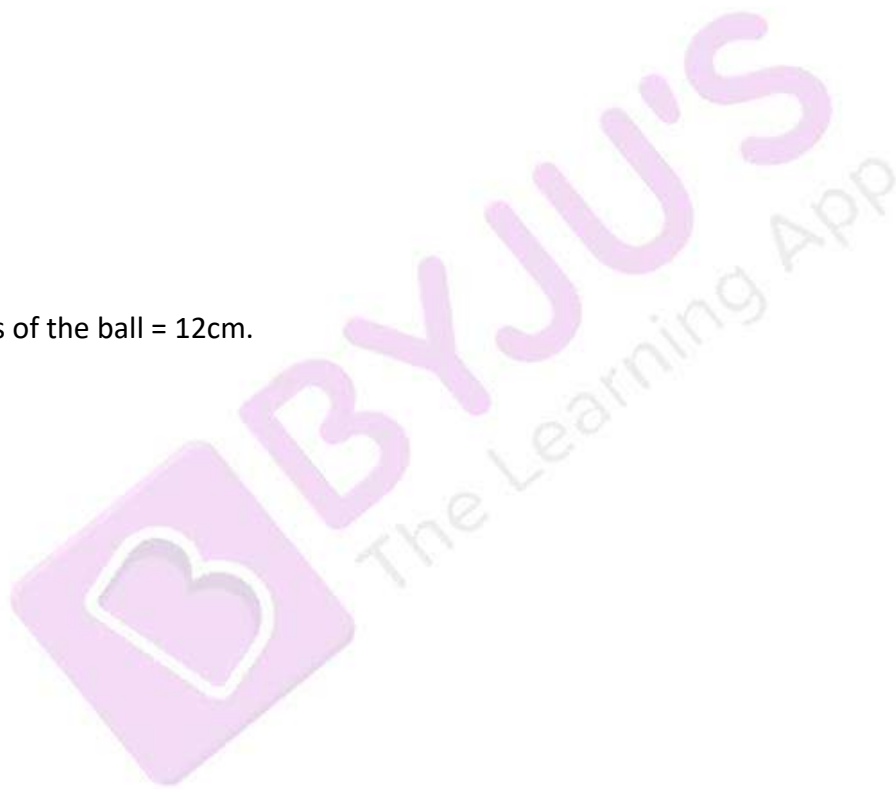 s of the ball = 12cm.
BYJU'S
The Learning App